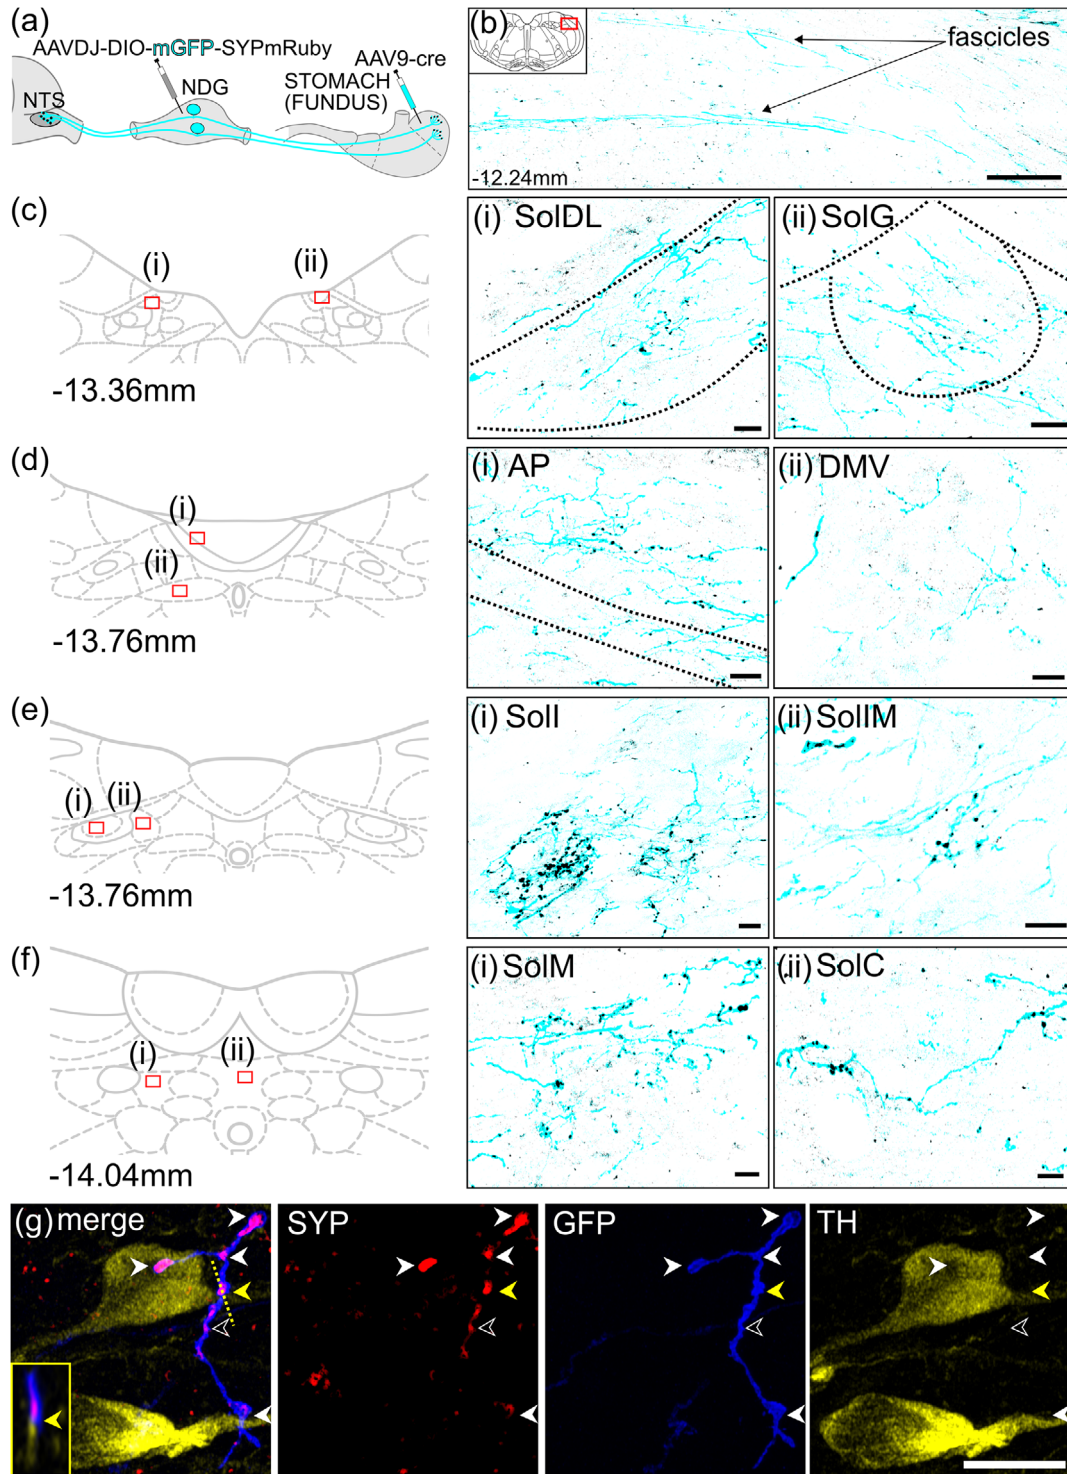 (a)
AAVDJ-DIO-mGFP-SYPmRuby
AAV9-cre
NTS
NDG
STOMACH
(FUNDUS)
(b)
fascicles
-12.24mm
(c)
(i)
(ii)
-13.36mm
(i) SolDL
(ii) SolG
(d)
(i)
(ii)
-13.76mm
(i) AP
(ii) DMV
(e)
(i)
(ii)
-13.76mm
(i) SolI
(ii) SolIM
(f)
(i)
(ii)
-14.04mm
(i) SolM
(ii) SolC
(g) merge
SYP
GFP
TH